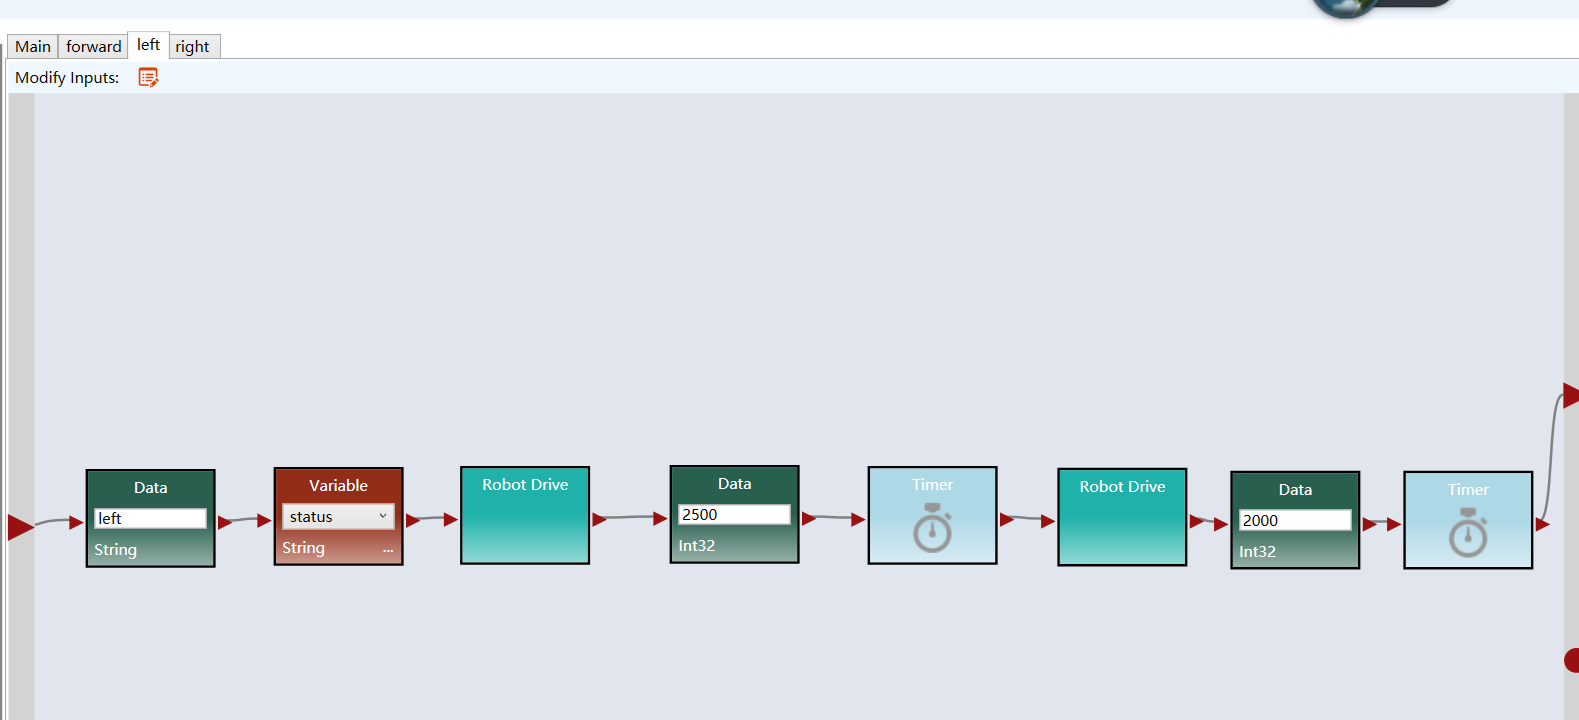 Main forward left right
Modify Inputs:
Data
left
String
Variable
status
String ...
Robot Drive
Data
2500
Int32
Timer
Robot Drive
Data
2000
Int32
Timer